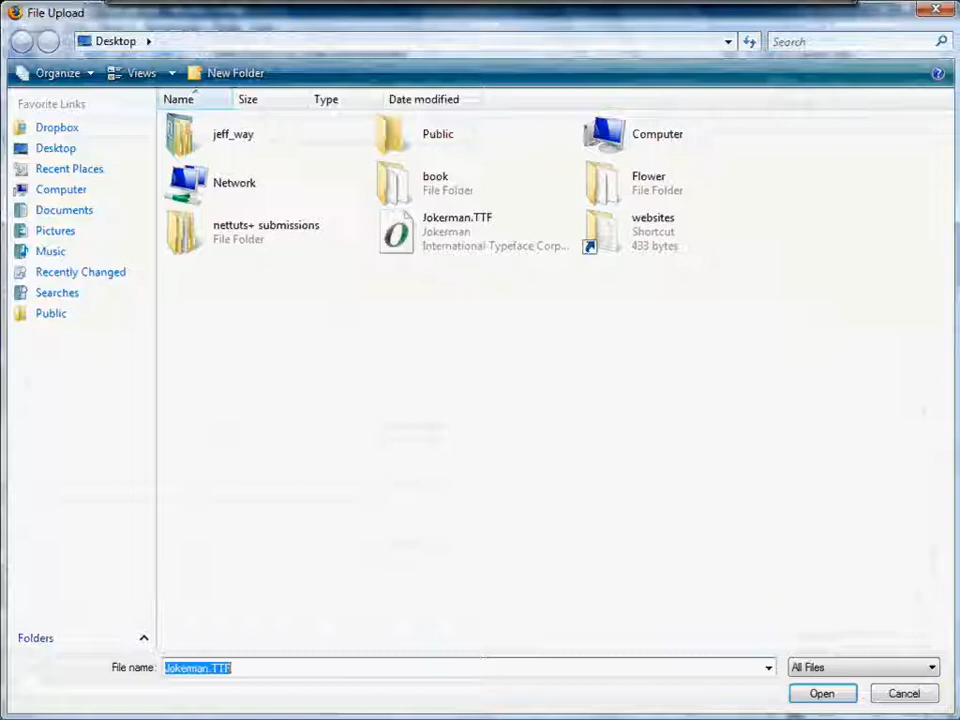 File Upload
Desktop
Search
Organize
Views
New Folder
Favorite Links
Dropbox
Desktop
Recent Places
Computer
Documents
Pictures
Music
Recently Changed
Searches
Public
Folders
Name
Size
Type
Date modified
jeff_way
Public
Computer
Network
book
File Folder
Flower
File Folder
nettuts+ submissions
File Folder
Jokerman.TTF
Jokerman
International Typeface Corp...
websites
Shortcut
433 bytes
File name:
Jokerman.TTF
All Files
Open
Cancel